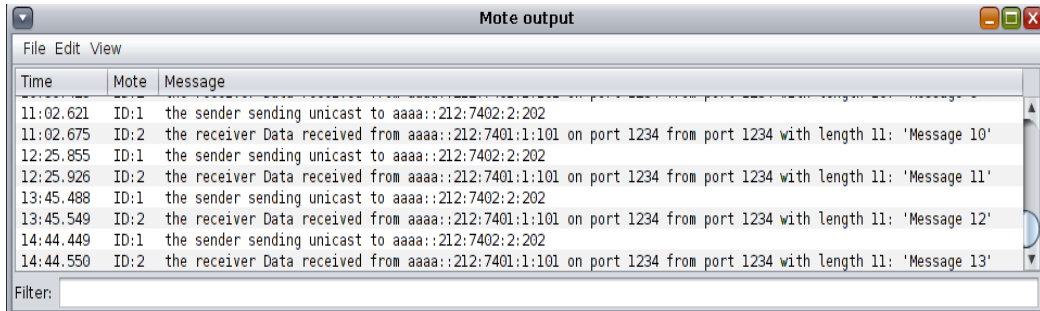 Mote output
File Edit View
Time Mote Message
11:02.621 ID:1 the sender sending unicast to aaaa::212:7402:2:202
11:02.675 ID:2 the receiver Data received from aaaa::212:7401:1:101 on port 1234 from port 1234 with length 11: 'Message 10'
12:25.855 ID:1 the sender sending unicast to aaaa::212:7402:2:202
12:25.926 ID:2 the receiver Data received from aaaa::212:7401:1:101 on port 1234 from port 1234 with length 11: 'Message 11'
13:45.488 ID:1 the sender sending unicast to aaaa::212:7402:2:202
13:45.549 ID:2 the receiver Data received from aaaa::212:7401:1:101 on port 1234 from port 1234 with length 11: 'Message 12'
14:44.449 ID:1 the sender sending unicast to aaaa::212:7402:2:202
14:44.550 ID:2 the receiver Data received from aaaa::212:7401:1:101 on port 1234 from port 1234 with length 11: 'Message 13'
Filter: